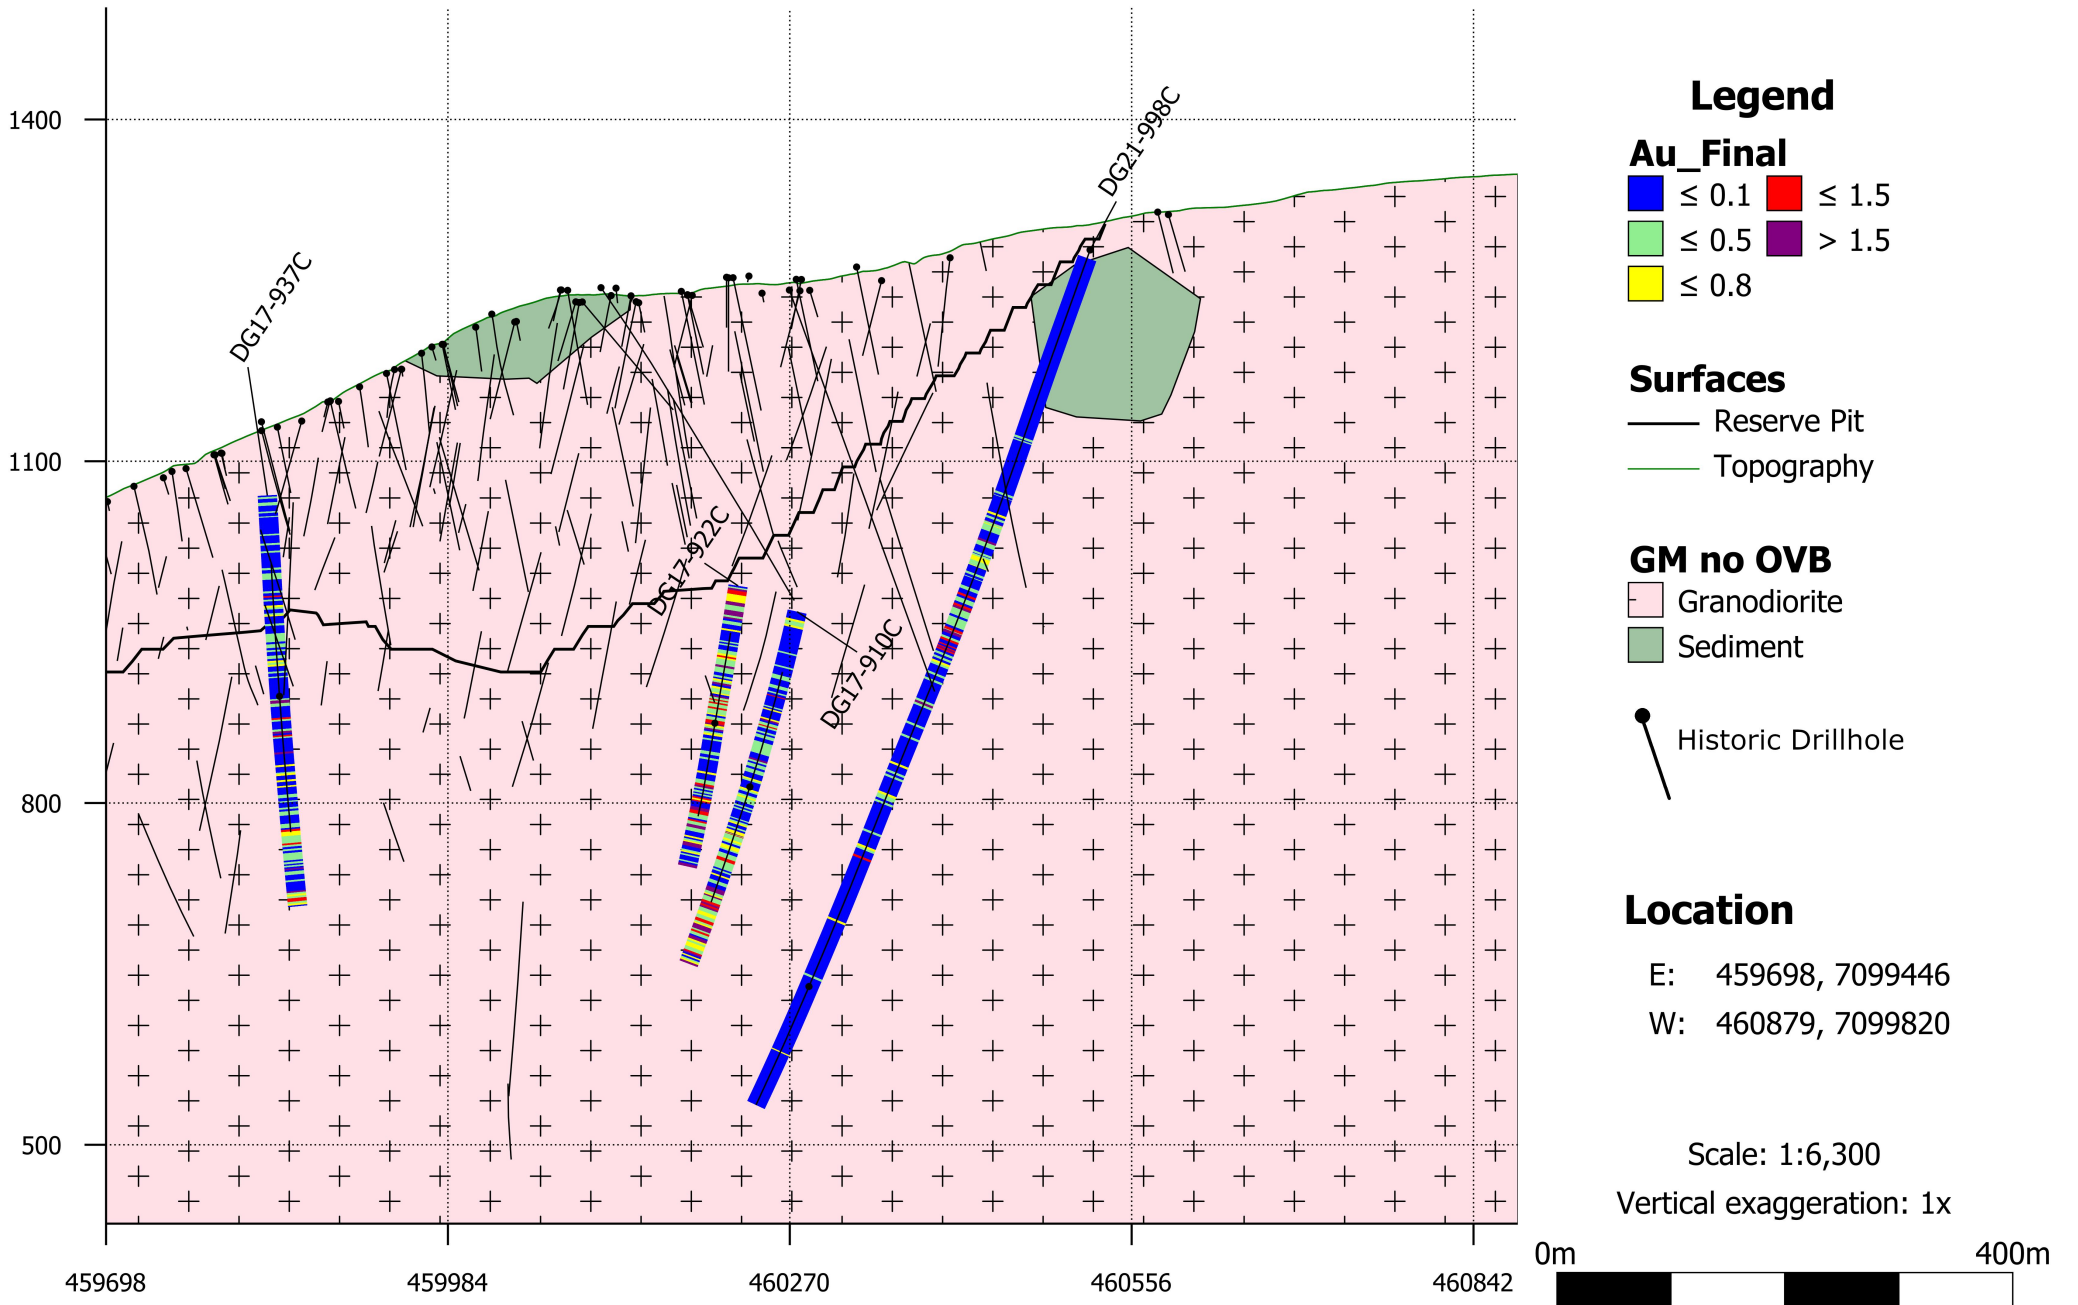 1400
1100
800
500
459698
459984
460270
460556
460842
DG17-937C
DG17-922C
DG17-910C
DG21-998C
Legend
Au_Final
≤ 0.1
≤ 1.5
≤ 0.5
> 1.5
≤ 0.8
Surfaces
Reserve Pit
Topography
GM no OVB
Granodiorite
Sediment
Historic Drillhole
Location
E: 459698, 7099446
W: 460879, 7099820
Scale: 1:6,300
Vertical exaggeration: 1x
0m 400m